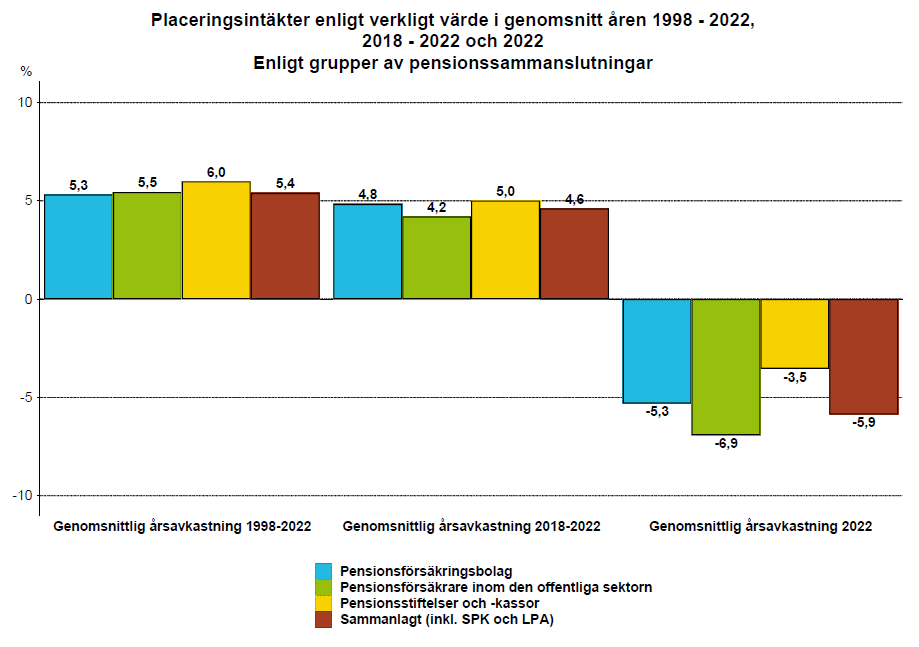 Placeringsintäkter enligt verkligt värde i genomsnitt åren 1998 - 2022,
2018 - 2022 och 2022
Enligt grupper av pensionssammanslutningar
%
10
5
0
-5
-10
5,3
5,5
6,0
5,4
4,8
4,2
5,0
4,6
-5,3
-6,9
-3,5
-5,9
Genomsnittlig årsavkastning 1998-2022
Genomsnittlig årsavkastning 2018-2022
Genomsnittlig årsavkastning 2022
Pensionsförsäkringsbolag
Pensionsförsäkrare inom den offentliga sektorn
Pensionsstiftelser och -kassor
Sammanlagt (inkl. SPK och LPA)